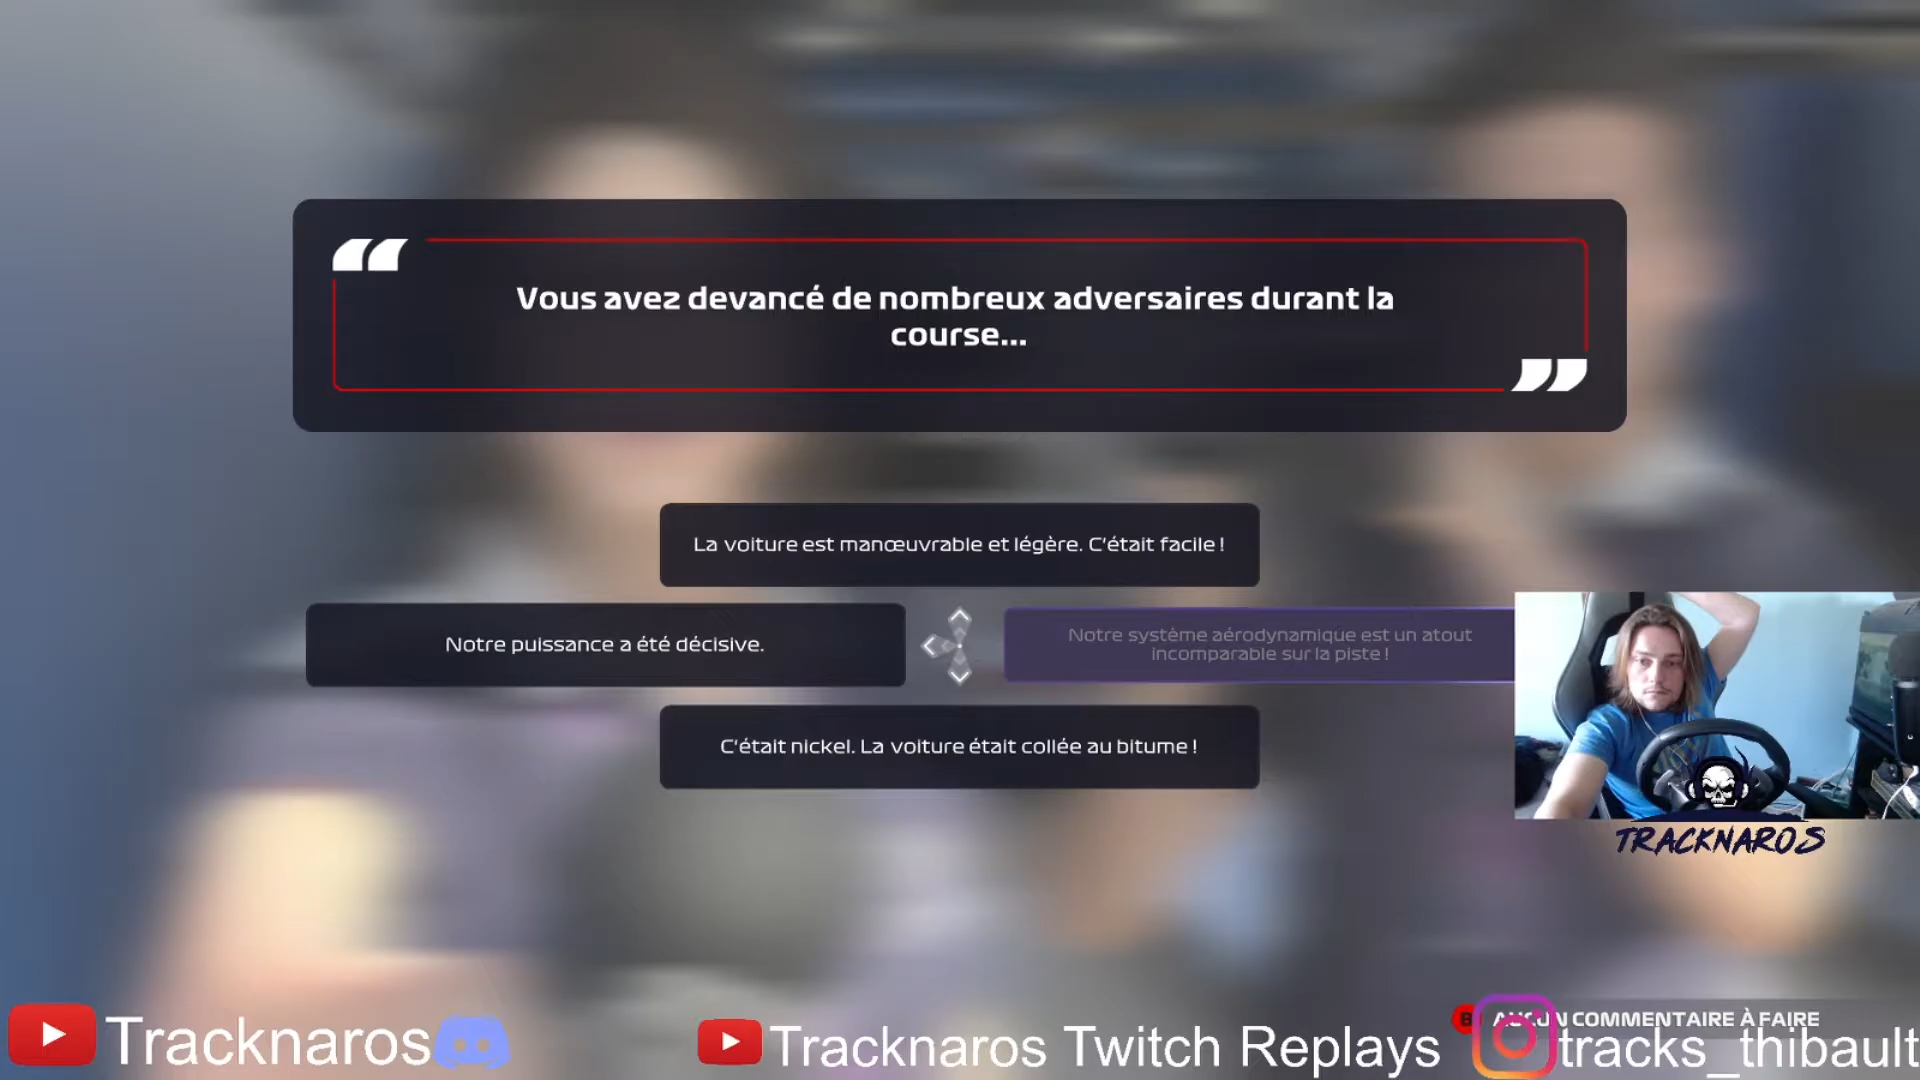 Vous avez devancé de nombreux adversaires durant la
course...
La voiture est manœuvrable et légère. C'était facile !
Notre puissance a été décisive.
Notre système aérodynamique est un atout
incomparable sur la piste !
C'était nickel. La voiture était collée au bitume !
TRACKNAROS
B AUCUN COMMENTAIRE À FAIRE
Tracknaros
Tracknaros Twitch Replays
tracks_thibault